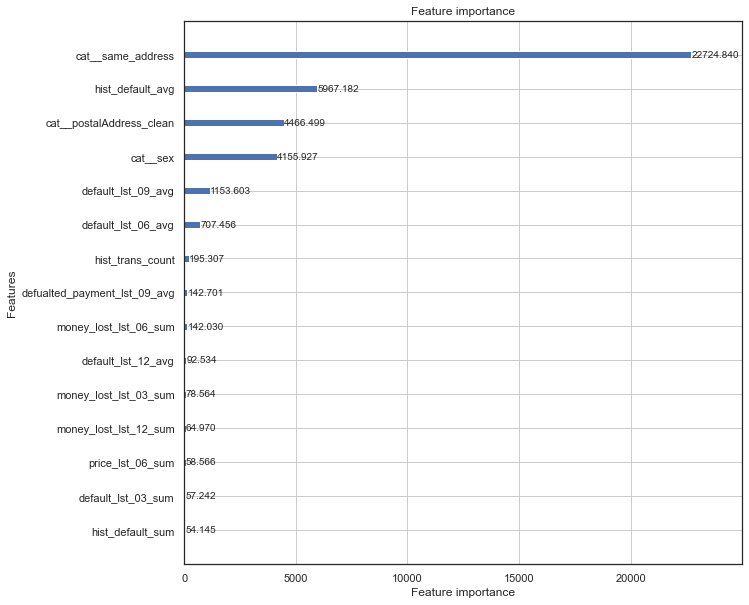 Feature importance
cat__same_address 22724.840
hist_default_avg 5967.182
cat__postalAddress_clean 4466.499
cat__sex 4155.927
default_lst_09_avg 1153.603
default_lst_06_avg 707.456
hist_trans_count 195.307
defualted_payment_lst_09_avg 142.701
money_lost_lst_06_sum 142.030
default_lst_12_avg 92.534
money_lost_lst_03_sum 78.564
money_lost_lst_12_sum 64.970
price_lst_06_sum 58.566
default_lst_03_sum 57.242
hist_default_sum 54.145
Features
0 5000 10000 15000 20000
Feature importance